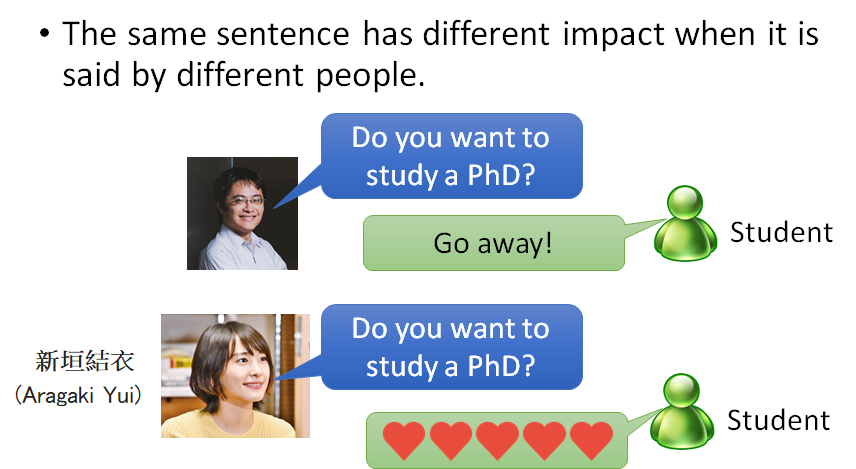 • The same sentence has different impact when it is
said by different people.
Do you want to
study a PhD?
Go away!
Student
新垣結衣
(Aragaki Yui)
Do you want to
study a PhD?
Student